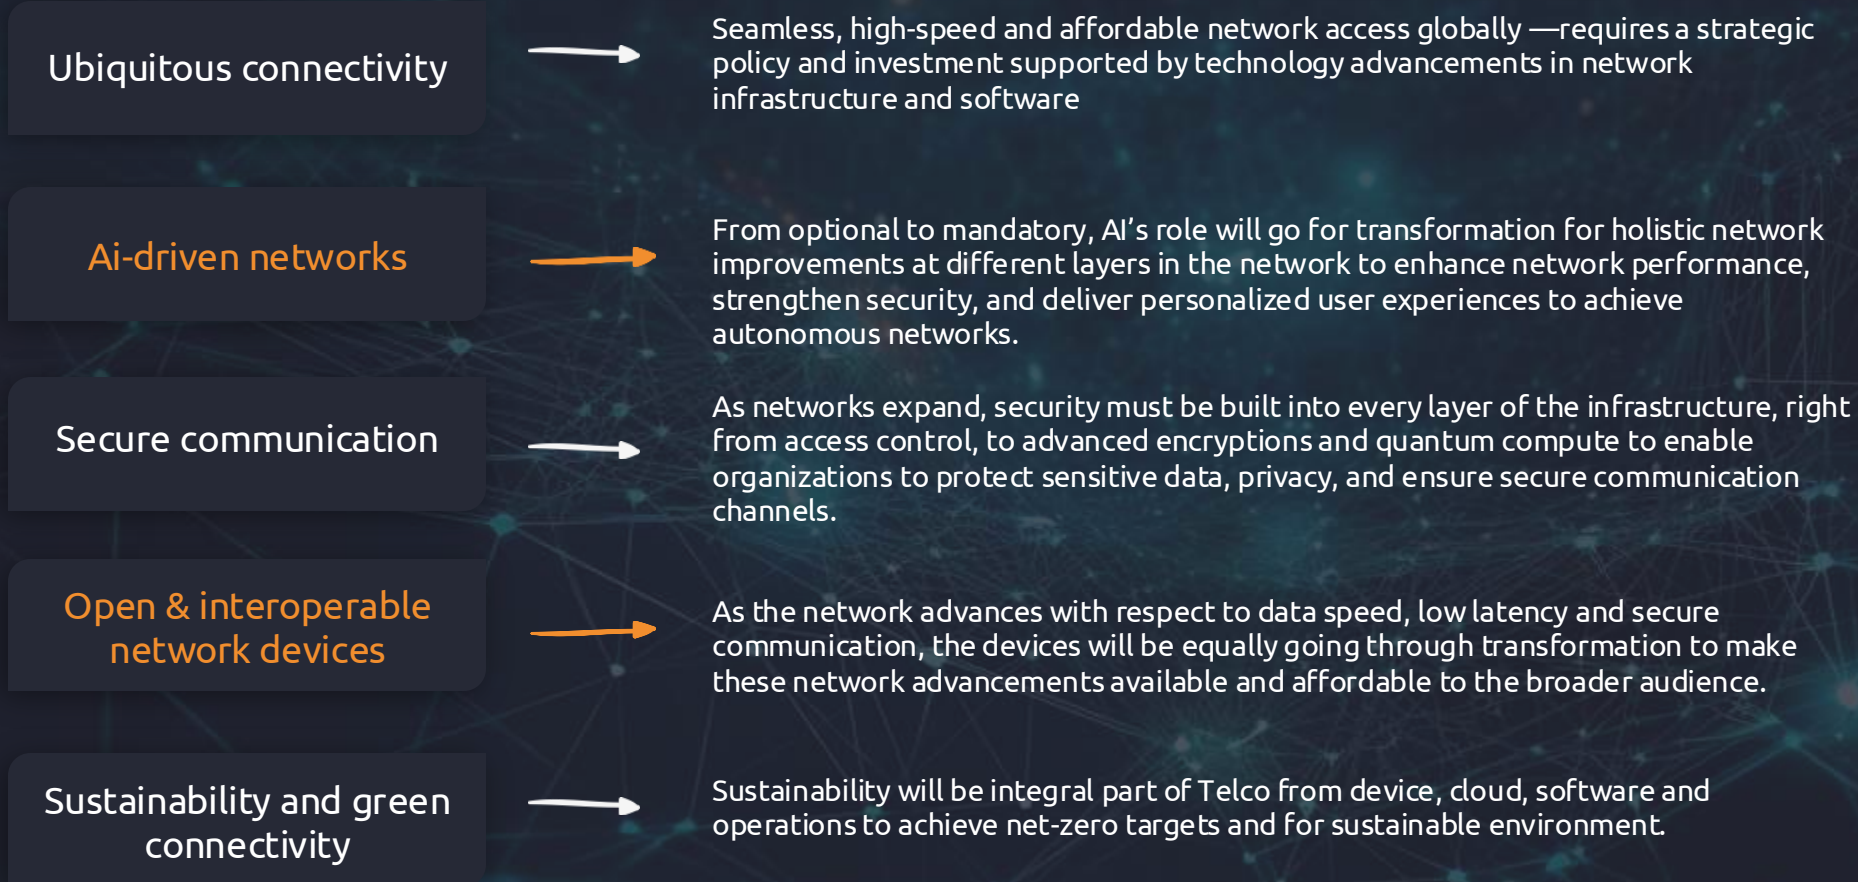 Ubiquitous connectivity
Seamless, high-speed and affordable network access globally —requires a strategic
policy and investment supported by technology advancements in network
infrastructure and software
Ai-driven networks
From optional to mandatory, AI’s role will go for transformation for holistic network
improvements at different layers in the network to enhance network performance,
strengthen security, and deliver personalized user experiences to achieve
autonomous networks.
Secure communication
As networks expand, security must be built into every layer of the infrastructure, right
from access control, to advanced encryptions and quantum compute to enable
organizations to protect sensitive data, privacy, and ensure secure communication
channels.
Open & interoperable
network devices
As the network advances with respect to data speed, low latency and secure
communication, the devices will be equally going through transformation to make
these network advancements available and affordable to the broader audience.
Sustainability and green
connectivity
Sustainability will be integral part of Telco from device, cloud, software and
operations to achieve net-zero targets and for sustainable environment.